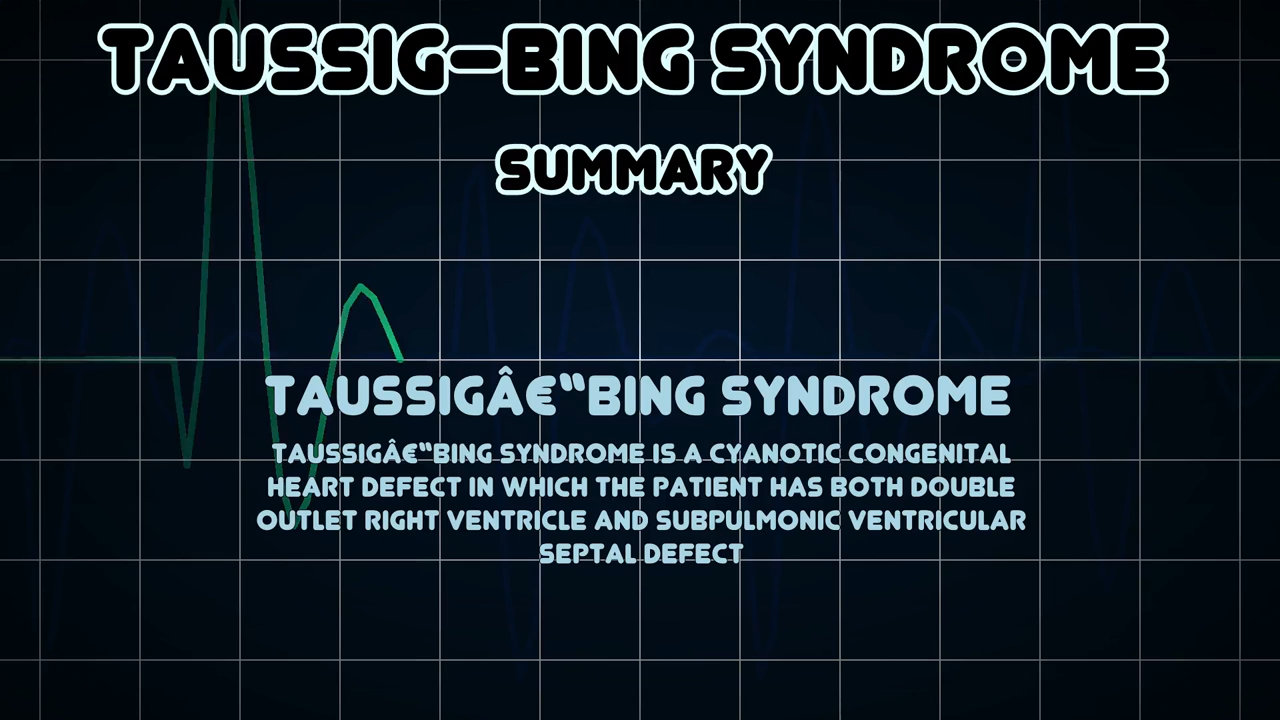 TAUSSIG–BING SYNDROME
SUMMARY
TAUSSIGÂ€“BING SYNDROME
TAUSSIGÂ€“BING SYNDROME IS A CYANOTIC CONGENITAL
HEART DEFECT IN WHICH THE PATIENT HAS BOTH DOUBLE
OUTLET RIGHT VENTRICLE AND SUBPULMONIC VENTRICULAR
SEPTAL DEFECT